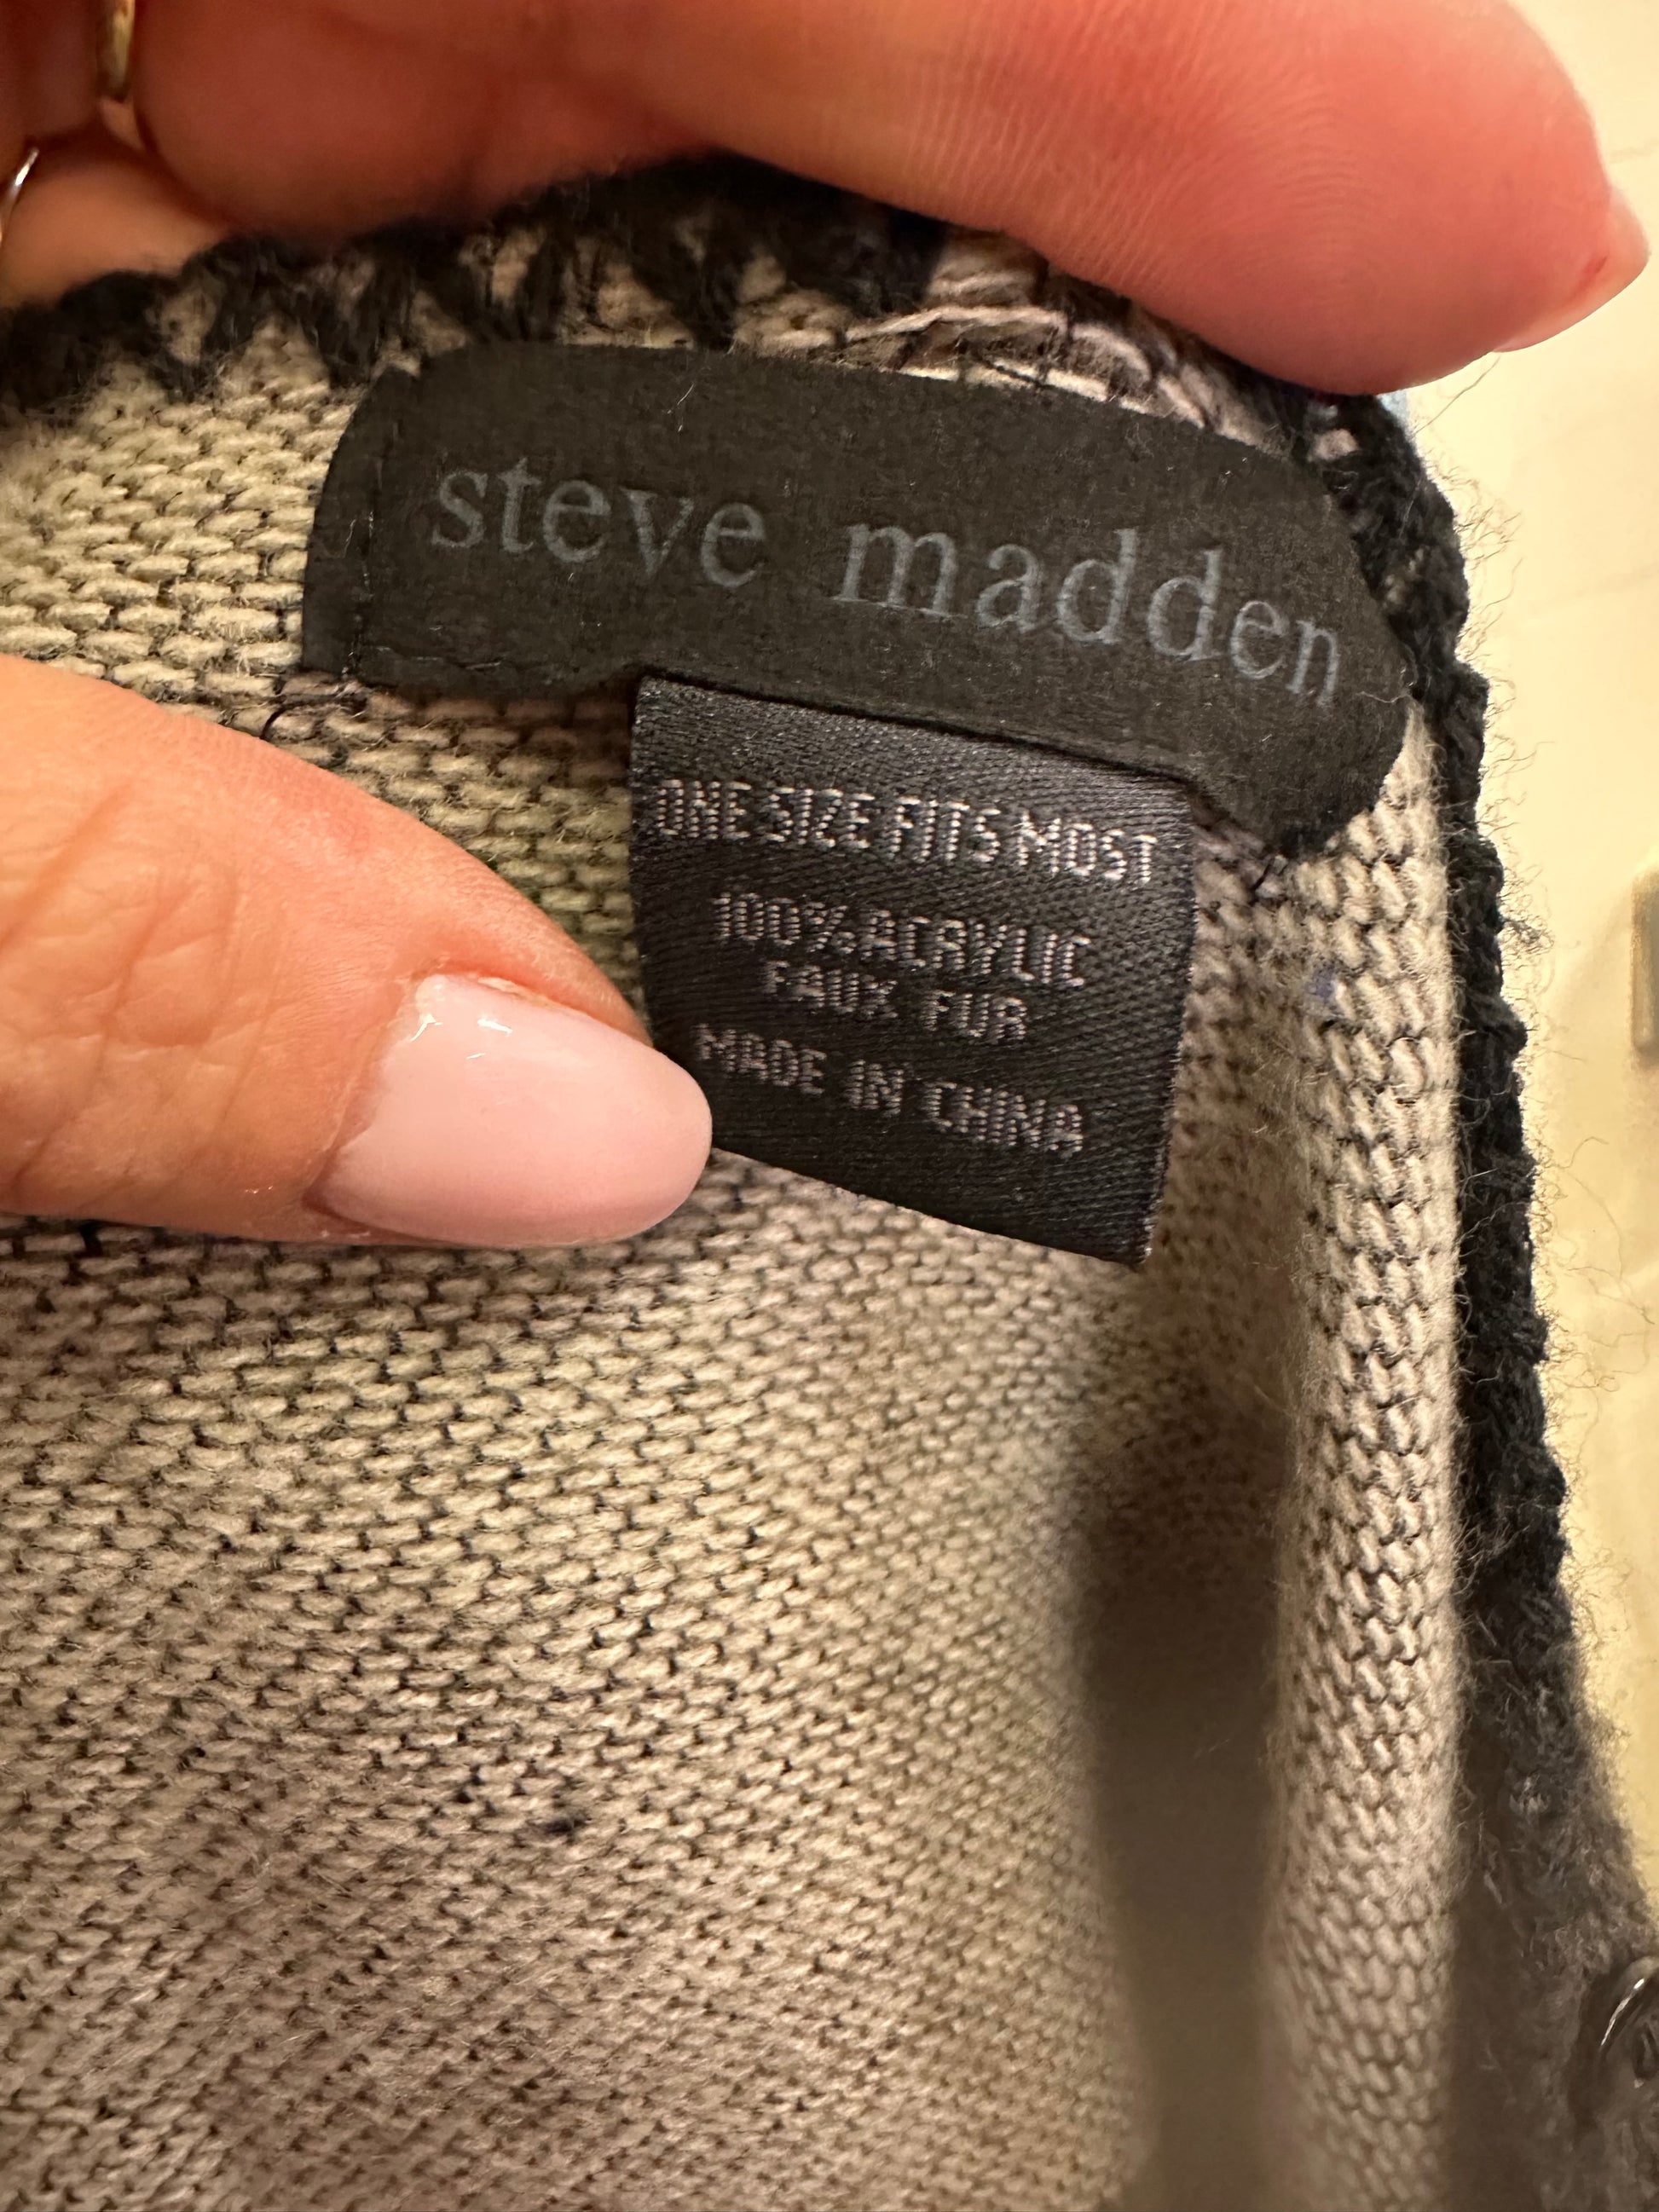 steve madden
ONE SIZE FITS MOST
100% ACRYLIC
FAUX FUR
MADE IN CHINA